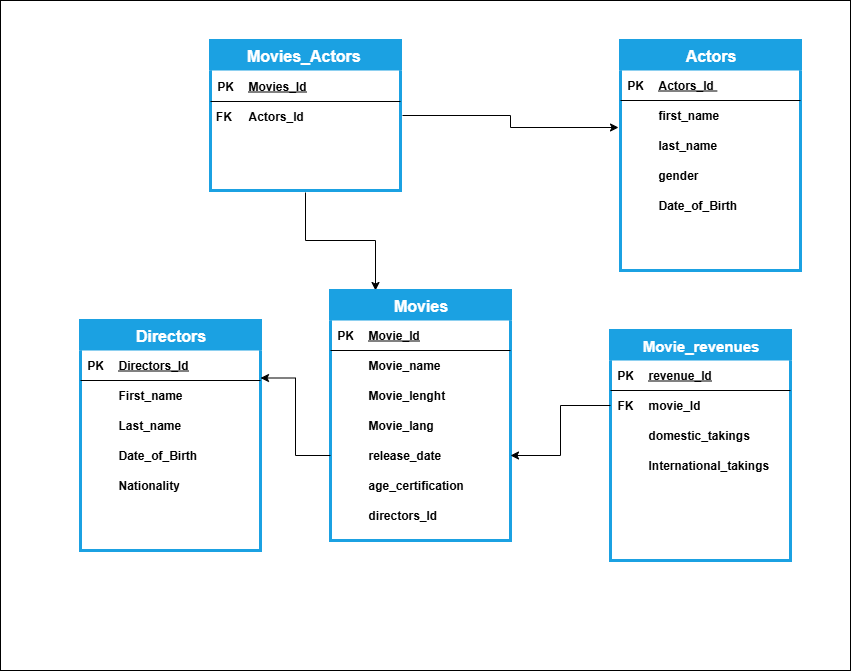 Movies_Actors
PK Movies_Id
FK Actors_Id
Actors
PK Actors_Id
first_name
last_name
gender
Date_of_Birth
Directors
PK Directors_Id
First_name
Last_name
Date_of_Birth
Nationality
Movies
PK Movie_Id
Movie_name
Movie_lenght
Movie_lang
release_date
age_certification
directors_Id
Movie_revenues
PK revenue_Id
FK movie_Id
domestic_takings
International_takings